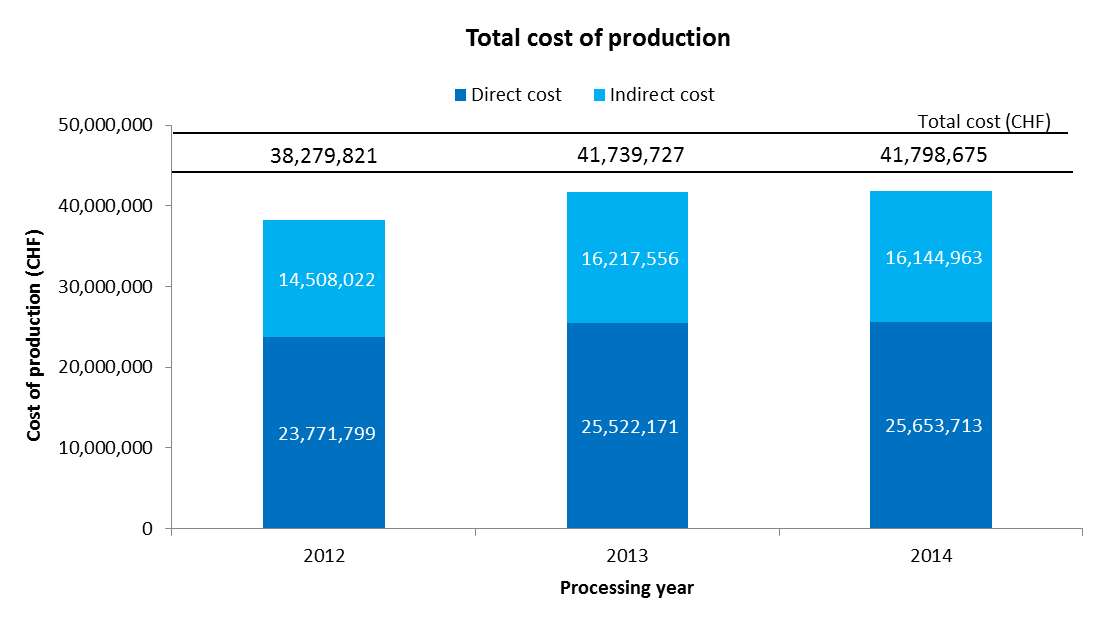 Total cost of production
Direct cost Indirect cost
Total cost (CHF)
50,000,000
38,279,821 41,739,727 41,798,675
40,000,000
14,508,022 16,217,556 16,144,963
30,000,000
20,000,000
23,771,799 25,522,171 25,653,713
10,000,000
0
Cost of production (CHF)
2012 2013 2014
Processing year